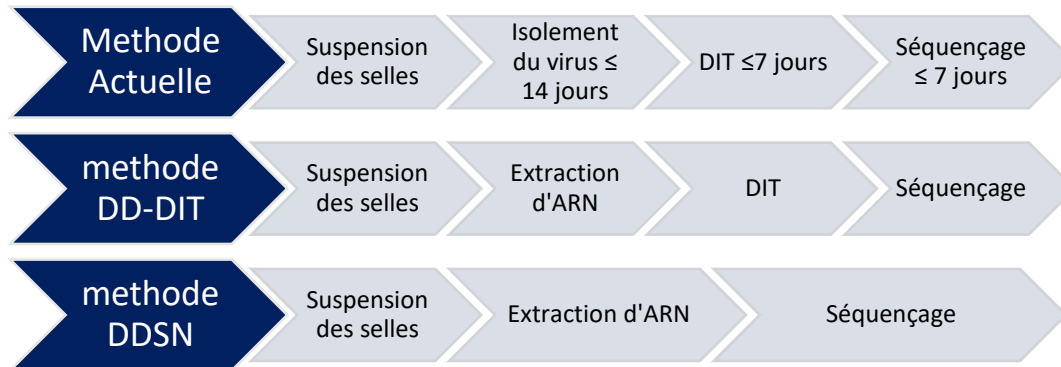 Methode
Actuelle
Suspension
des selles
Isolement
du virus ≤
14 jours
DIT ≤7 jours
Séquençage
≤ 7 jours
methode
DD-DIT
Suspension
des selles
Extraction
d'ARN
DIT
Séquençage
methode
DDSN
Suspension
des selles
Extraction d'ARN
Séquençage